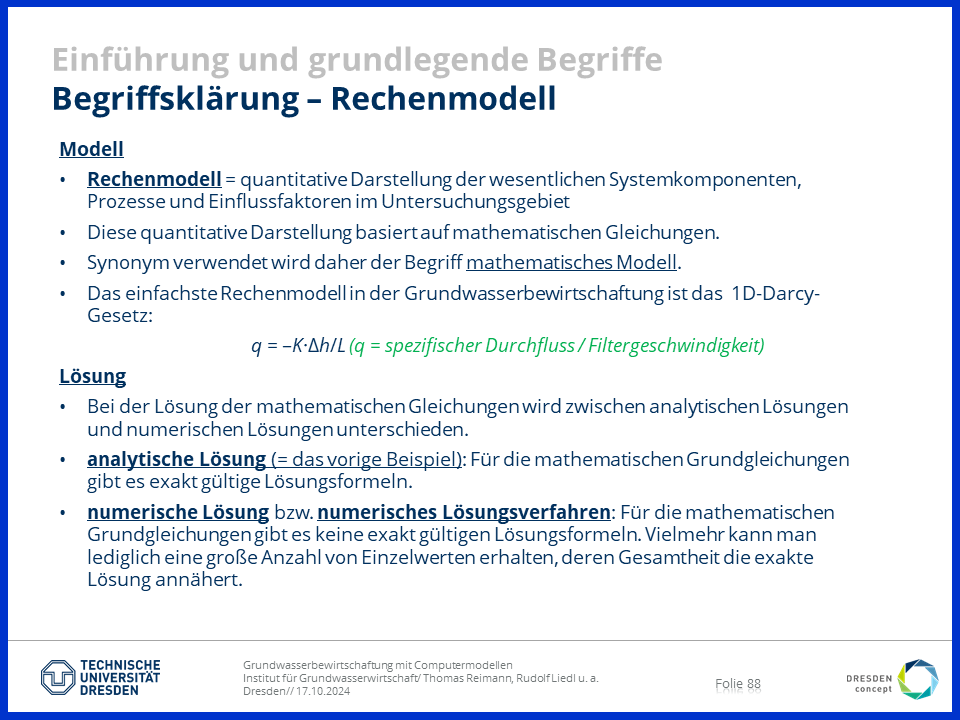 Einführung und grundlegende Begriffe
Begriffsklärung – Rechenmodell
Modell
• Rechenmodell = quantitative Darstellung der wesentlichen Systemkomponenten,
Prozesse und Einflussfaktoren im Untersuchungsgebiet
• Diese quantitative Darstellung basiert auf mathematischen Gleichungen.
• Synonym verwendet wird daher der Begriff mathematisches Modell.
• Das einfachste Rechenmodell in der Grundwasserbewirtschaftung ist das 1D-Darcy-
Gesetz:
q = –K·Δh/L (q = spezifischer Durchfluss / Filtergeschwindigkeit)
Lösung
• Bei der Lösung der mathematischen Gleichungen wird zwischen analytischen Lösungen
und numerischen Lösungen unterschieden.
• analytische Lösung (= das vorige Beispiel): Für die mathematischen Grundgleichungen
gibt es exakt gültige Lösungsformeln.
• numerische Lösung bzw. numerisches Lösungsverfahren: Für die mathematischen
Grundgleichungen gibt es keine exakt gültigen Lösungsformeln. Vielmehr kann man
lediglich eine große Anzahl von Einzelwerten erhalten, deren Gesamtheit die exakte
Lösung annähert.
TECHNISCHE
UNIVERSITÄT
DRESDEN
Grundwasserbewirtschaftung mit Computermodellen
Institut für Grundwasserwirtschaft/ Thomas Reimann, Rudolf Liedl u. a.
Dresden// 17.10.2024
Folie 88
DRESDEN
concept